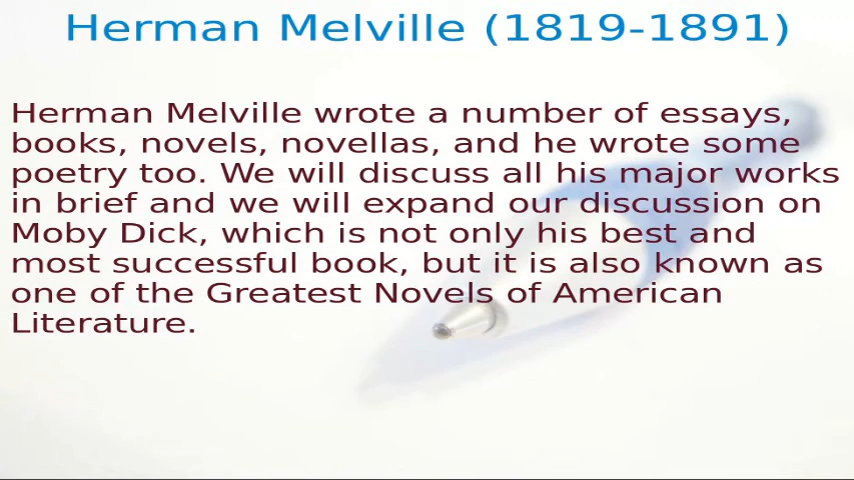 Herman Melville (1819-1891)
Herman Melville wrote a number of essays,
books, novels, novellas, and he wrote some
poetry too. We will discuss all his major works
in brief and we will expand our discussion on
Moby Dick, which is not only his best and
most successful book, but it is also known as
one of the Greatest Novels of American
Literature.